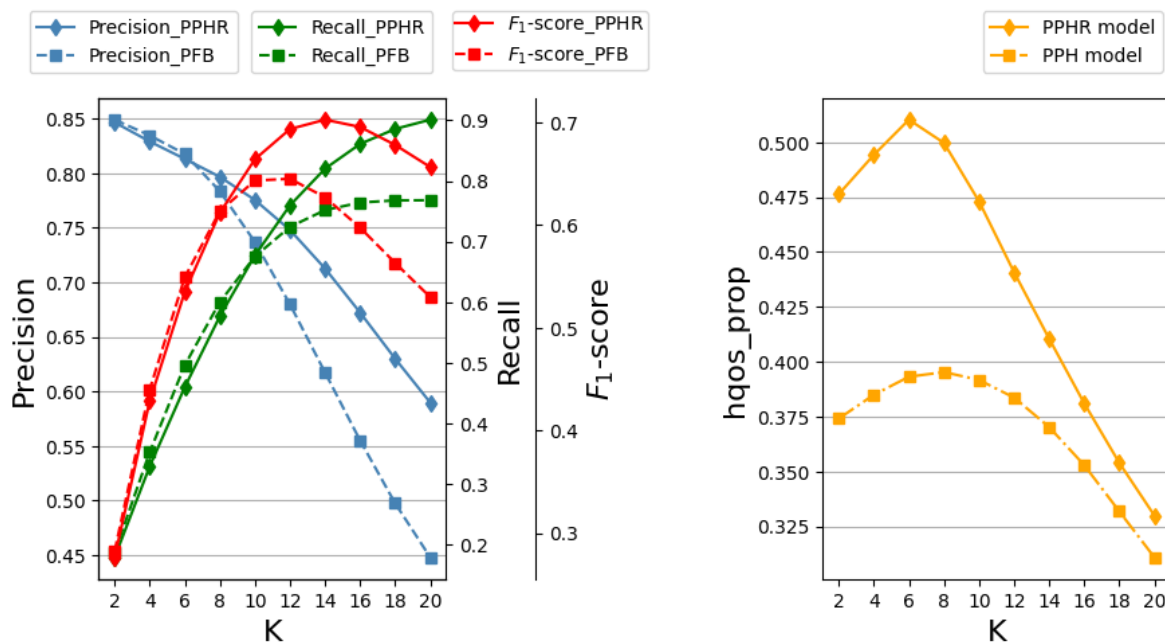 Precision_PPHR
Precision_PFB
Recall_PPHR
Recall_PFB
F1-score_PPHR
F1-score_PFB
PPHR model
PPH model
Precision
0.85
0.80
0.75
0.70
0.65
0.60
0.55
0.50
0.45
2 4 6 8 10 12 14 16 18 20
K
0.9
0.8
0.7
0.6
0.5
0.4
0.3
0.2
Recall
0.7
0.6
0.5
0.4
0.3
F1-score
hqos_prop
0.500
0.475
0.450
0.425
0.400
0.375
0.350
0.325
2 4 6 8 10 12 14 16 18 20
K